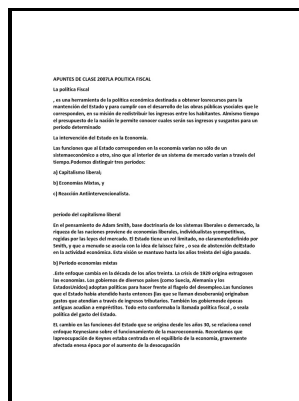 APUNTES DE CLASE 2007LA POLITICA FISCAL
La política Fiscal
, es una herramienta de la política económica destinada a obtener losrecursos para la
mantención del Estado y para cumplir con el desarrollo de las obras públicas ysociales que le
corresponden, en su misión de redistribuir los ingresos entre los habitantes. Almismo tiempo
el presupuesto de la nación le permite conocer cuales serán sus ingresos y susgastos para un
periodo determinado
La intervención del Estado en la Economía.
Las funciones que al Estado corresponden en la economía varían no sólo de un
sistemaeconómico a otro, sino que al interior de un sistema de mercado varían a través del
tiempo.Podemos distinguir tres períodos:
a) Capitalismo liberal;
b) Economías Mixtas, y
c) Reacción Antiintervencionista.
período del capitalismo liberal
En el pensamiento de Adam Smith, base doctrinaria de los sistemas liberales o demercado, la
riqueza de las naciones proviene de economías liberales, individualistas ycompetitivas,
regidas por las leyes del mercado. El Estado tiene un rol limitado, no claramentedefinido por
Smith, y que a menudo se asocia con la idea de laissez faire , o sea de abstención delEstado
en la actividad económica. Esta visión se mantuvo hasta los años treinta del siglo pasado.
b) Período economías mixtas
.Este enfoque cambia en la década de los años treinta. La crisis de 1929 origina estragosen
las economías. Los gobiernos de diversos países (como Suecia, Alemania y los
EstadosUnidos) adoptan políticas para hacer frente al flagelo del desempleo.Las funciones
que el Estado había atendido hasta entonces (las que se llaman desoberanía) originaban
gastos que atendían a través de ingresos tributarios. También los gobiernosde épocas
antiguas acudían a empréstitos. Todo esto conformaba la llamada política fiscal , o sea la
política fiscal del gasto del Estado.
EL cambio en las funciones del Estado que se origina desde los años 30, se relaciona conel
enfoque Keynesiano sobre el funcionamiento de la macroeconomía. Recordamos que
lapreocupación de Keynes estaba centrada en el equilibrio de la economía, gravemente
afectada enesa época por el aumento de la desocupación